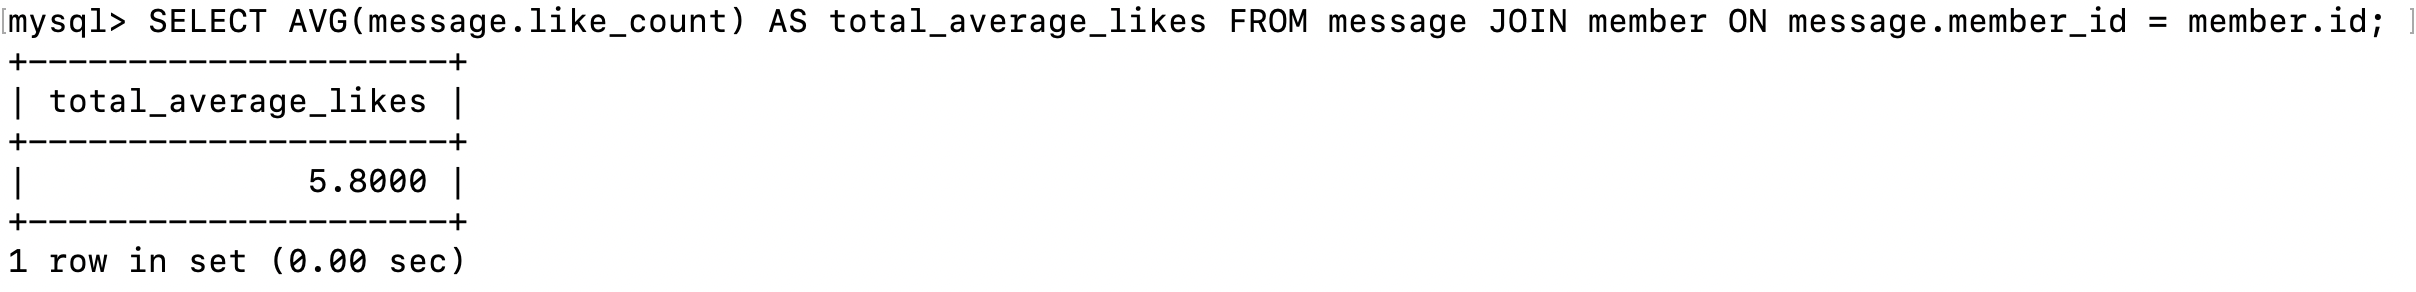 [mysql> SELECT AVG(message.like_count) AS total_average_likes FROM message JOIN member ON message.member_id = member.id; ]
+---------------------+
| total_average_likes |
+---------------------+
|              5.8000 |
+---------------------+
1 row in set (0.00 sec)